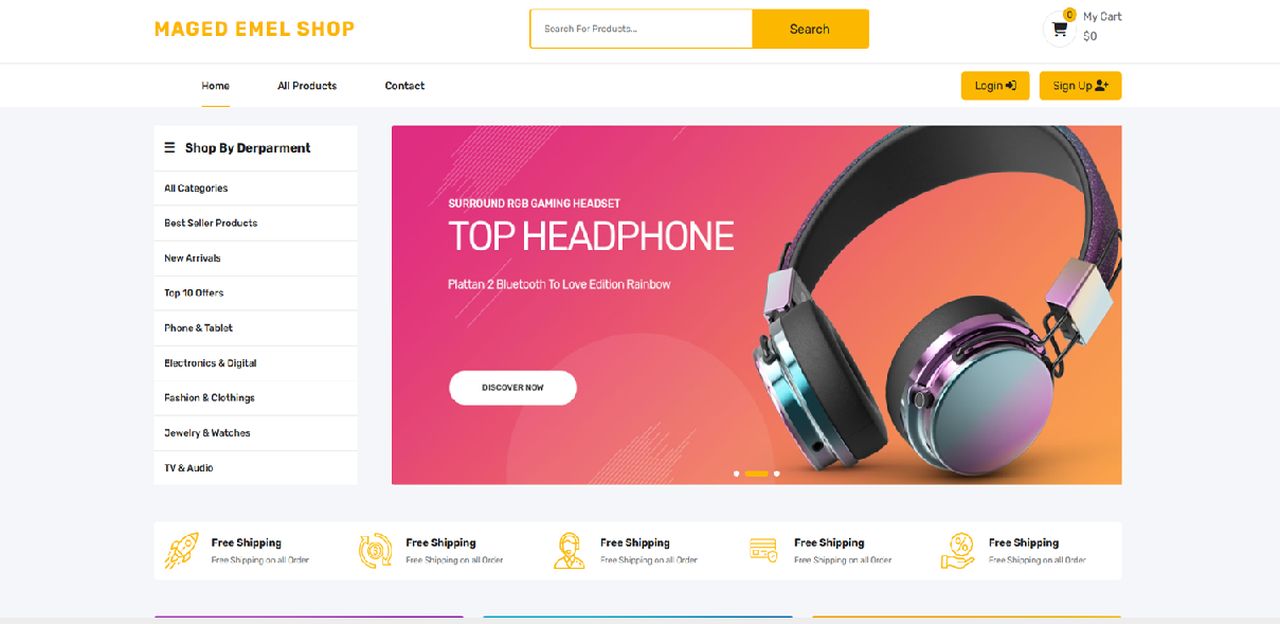 MAGED EMEL SHOP
Search For Products...
Search
0
My Cart
$0
Home
All Products
Contact
Login
Sign Up
Shop By Derparment
All Categories
Best Seller Products
New Arrivals
Top 10 Offers
Phone & Tablet
Electronics & Digital
Fashion & Clothings
Jewelry & Watches
TV & Audio
SURROUND RGB GAMING HEADSET
TOP HEADPHONE
Plattan 2 Bluetooth To Love Edition Rainbow
DISCOVER NOW
Free Shipping
Free Shipping on all Order
Free Shipping
Free Shipping on all Order
Free Shipping
Free Shipping on all Order
Free Shipping
Free Shipping on all Order
Free Shipping
Free Shipping on all Order